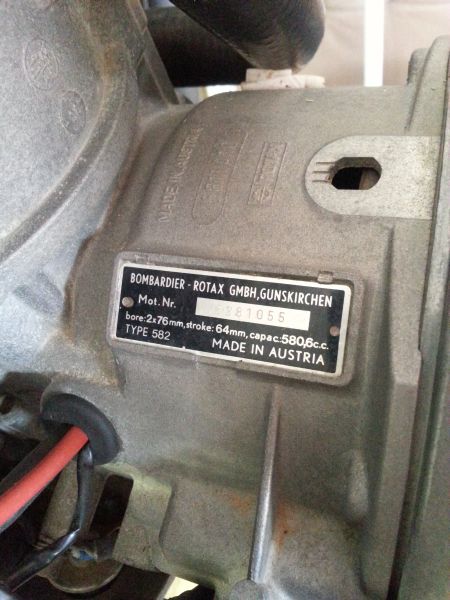 MADE IN AUSTRIA
BOMBARDIER - ROTAX GMBH,GUNSKIRCHEN
Mot. Nr.
bore:2x76mm,stroke: 64mm,capac:580,6c.c.
TYPE 582
MADE IN AUSTRIA